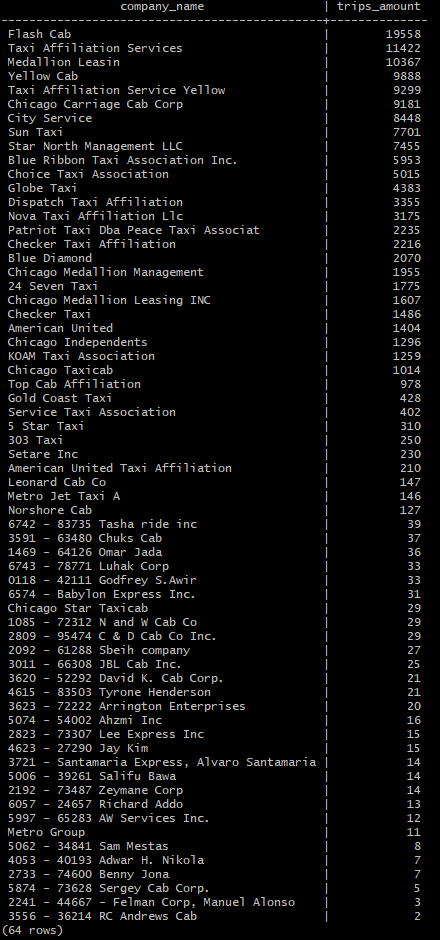 company_name | trips_amount
--------------------------------------------+--------------
Flash Cab | 19558
Taxi Affiliation Services | 11422
Medallion Leasin | 10367
Yellow Cab | 9888
Taxi Affiliation Service Yellow | 9299
Chicago Carriage Cab Corp | 9181
City Service | 8448
Sun Taxi | 7701
Star North Management LLC | 7455
Blue Ribbon Taxi Association Inc. | 5953
Choice Taxi Association | 5015
Globe Taxi | 4383
Dispatch Taxi Affiliation | 3355
Nova Taxi Affiliation Llc | 3175
Patriot Taxi Dba Peace Taxi Associat | 2235
Checker Taxi Affiliation | 2216
Blue Diamond | 2070
Chicago Medallion Management | 1955
24 Seven Taxi | 1775
Chicago Medallion Leasing INC | 1607
Checker Taxi | 1486
American United | 1404
Chicago Independents | 1296
KOAM Taxi Association | 1259
Chicago Taxicab | 1014
Top Cab Affiliation | 978
Gold Coast Taxi | 428
Service Taxi Association | 402
5 Star Taxi | 310
303 Taxi | 250
Setare Inc | 230
American United Taxi Affiliation | 210
Leonard Cab Co | 147
Metro Jet Taxi A | 146
Norshore Cab | 127
6742 - 83735 Tasha ride inc | 39
3591 - 63480 Chuks Cab | 37
1469 - 64126 Omar Jada | 36
6743 - 78771 Luhak Corp | 33
0118 - 42111 Godfrey S.Awir | 33
6574 - Babylon Express Inc. | 31
Chicago Star Taxicab | 29
1085 - 72312 N and W Cab Co | 29
2809 - 95474 C & D Cab Co Inc. | 29
2092 - 61288 Sbeih company | 27
3011 - 66308 JBL Cab Inc. | 25
3620 - 52292 David K. Cab Corp. | 21
4615 - 83503 Tyrone Henderson | 21
3623 - 72222 Arrington Enterprises | 20
5074 - 54002 Ahzmi Inc | 16
2823 - 73307 Lee Express Inc | 15
4623 - 27290 Jay Kim | 15
3721 - Santamaria Express, Alvaro Santamaria | 14
5006 - 39261 Salifu Bawa | 14
2192 - 73487 Zeymane Corp | 14
6057 - 24657 Richard Addo | 13
5997 - 65283 AW Services Inc. | 12
Metro Group | 11
5062 - 34841 Sam Mestas | 8
4053 - 40193 Adwar H. Nikola | 7
2733 - 74600 Benny Jona | 7
5874 - 73628 Sergey Cab Corp. | 5
2241 - 44667 - Felman Corp, Manuel Alonso | 3
3556 - 36214 RC Andrews Cab | 2
(64 rows)